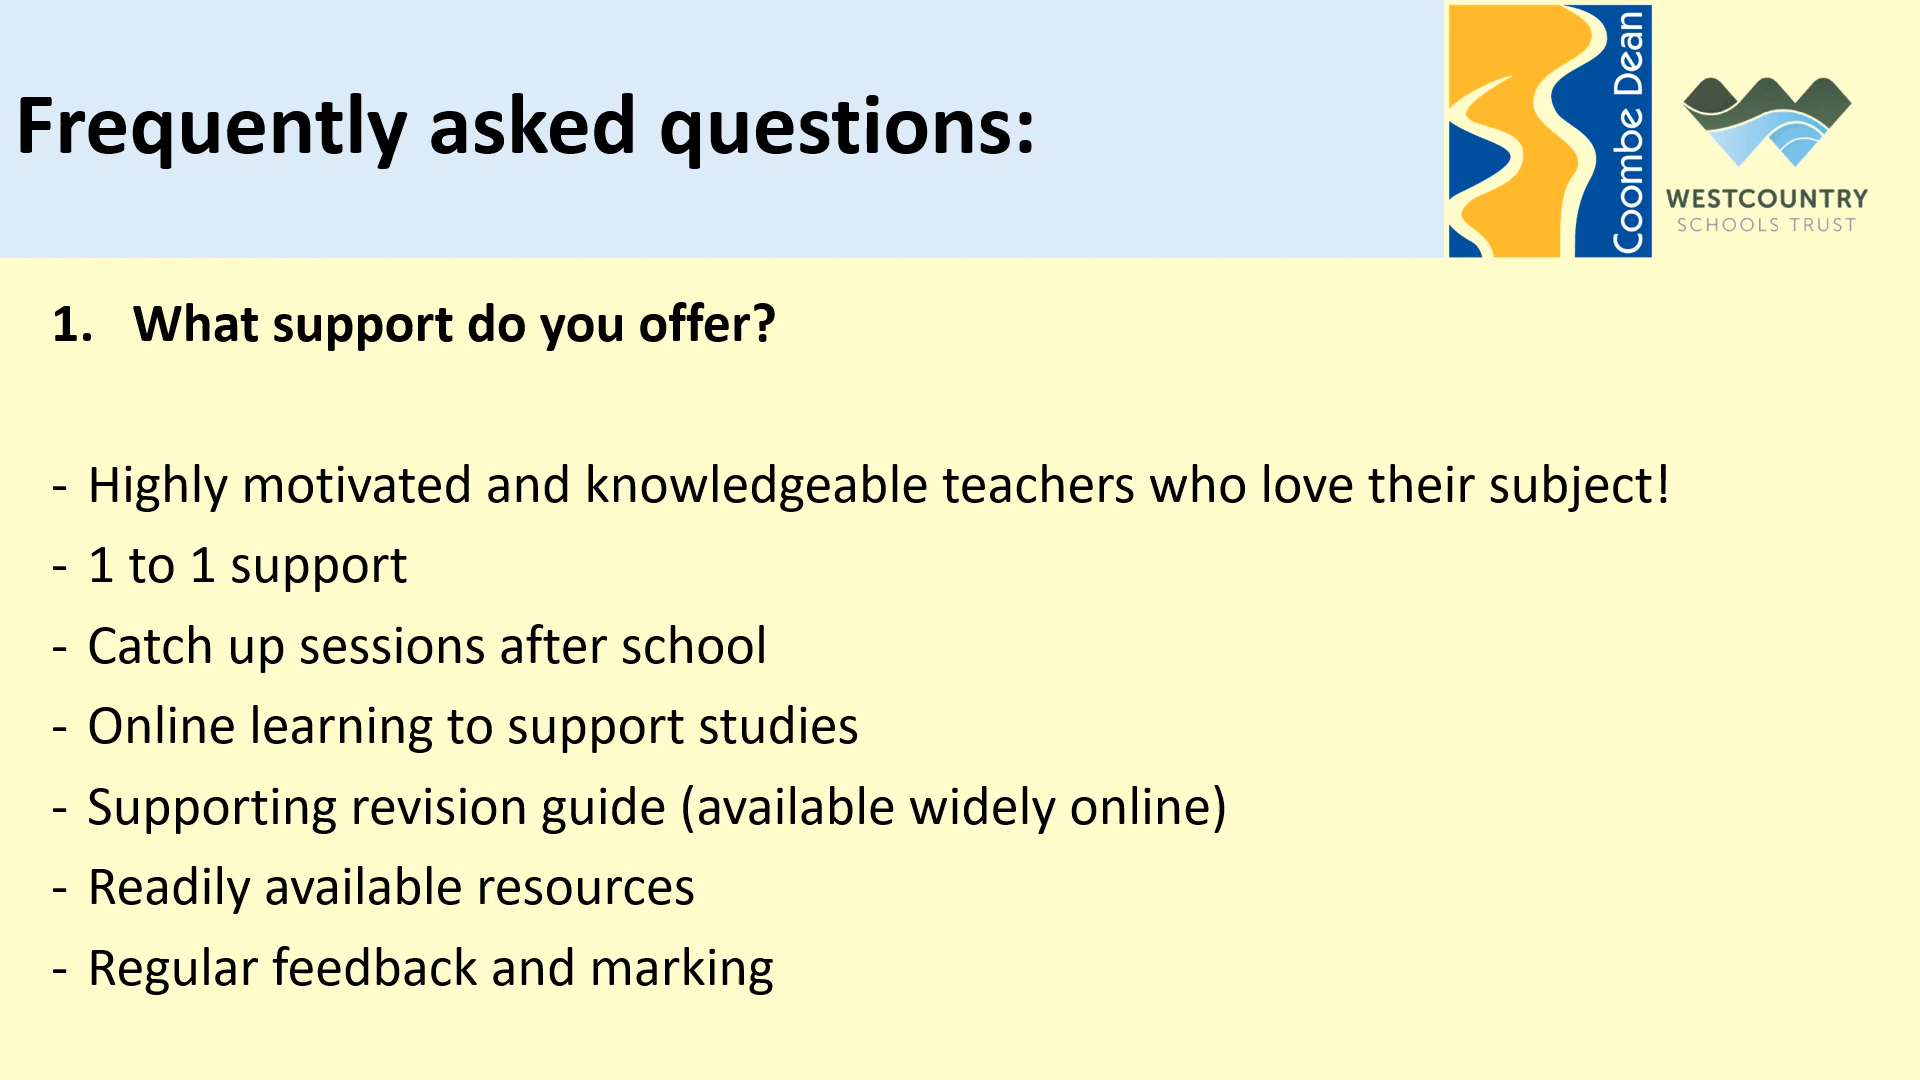 Frequently asked questions:
Coombe Dean
WESTCOUNTRY
SCHOOLS TRUST
1. What support do you offer?
- Highly motivated and knowledgeable teachers who love their subject!
- 1 to 1 support
- Catch up sessions after school
- Online learning to support studies
- Supporting revision guide (available widely online)
- Readily available resources
- Regular feedback and marking